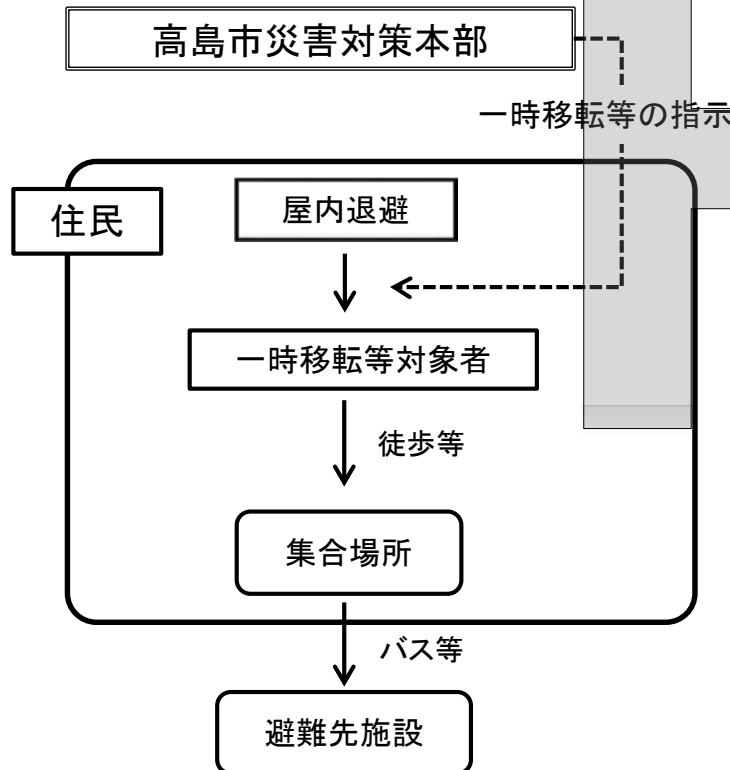 高島市災害対策本部
一時移転等の指示
住民
屋内退避
一時移転等対象者
徒歩等
集合場所
バス等
避難先施設